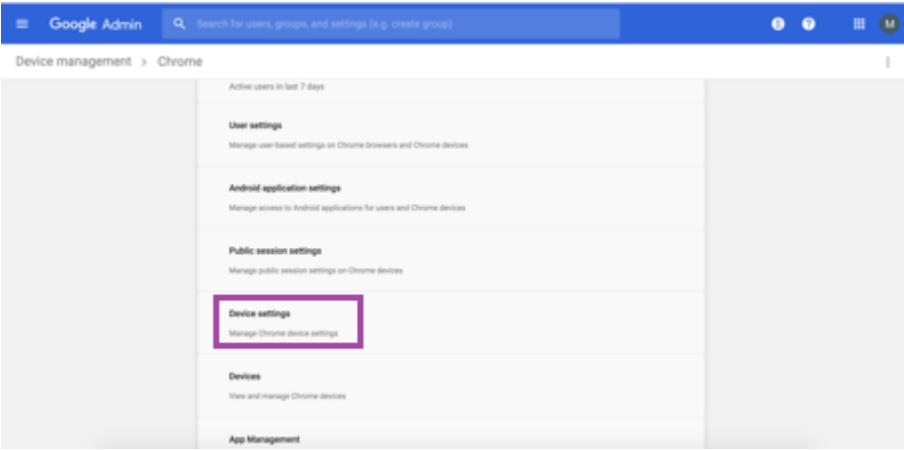 Google Admin
Search for users, groups, and settings (e.g. create group)
M
Device management > Chrome
Active users in last 7 days
User settings
Manage user-based settings on Chrome browsers and Chrome devices
Android application settings
Manage access to Android applications for users and Chrome devices
Public session settings
Manage public session settings on Chrome devices
Device settings
Manage Chrome device settings
Devices
View and manage Chrome devices
App Management